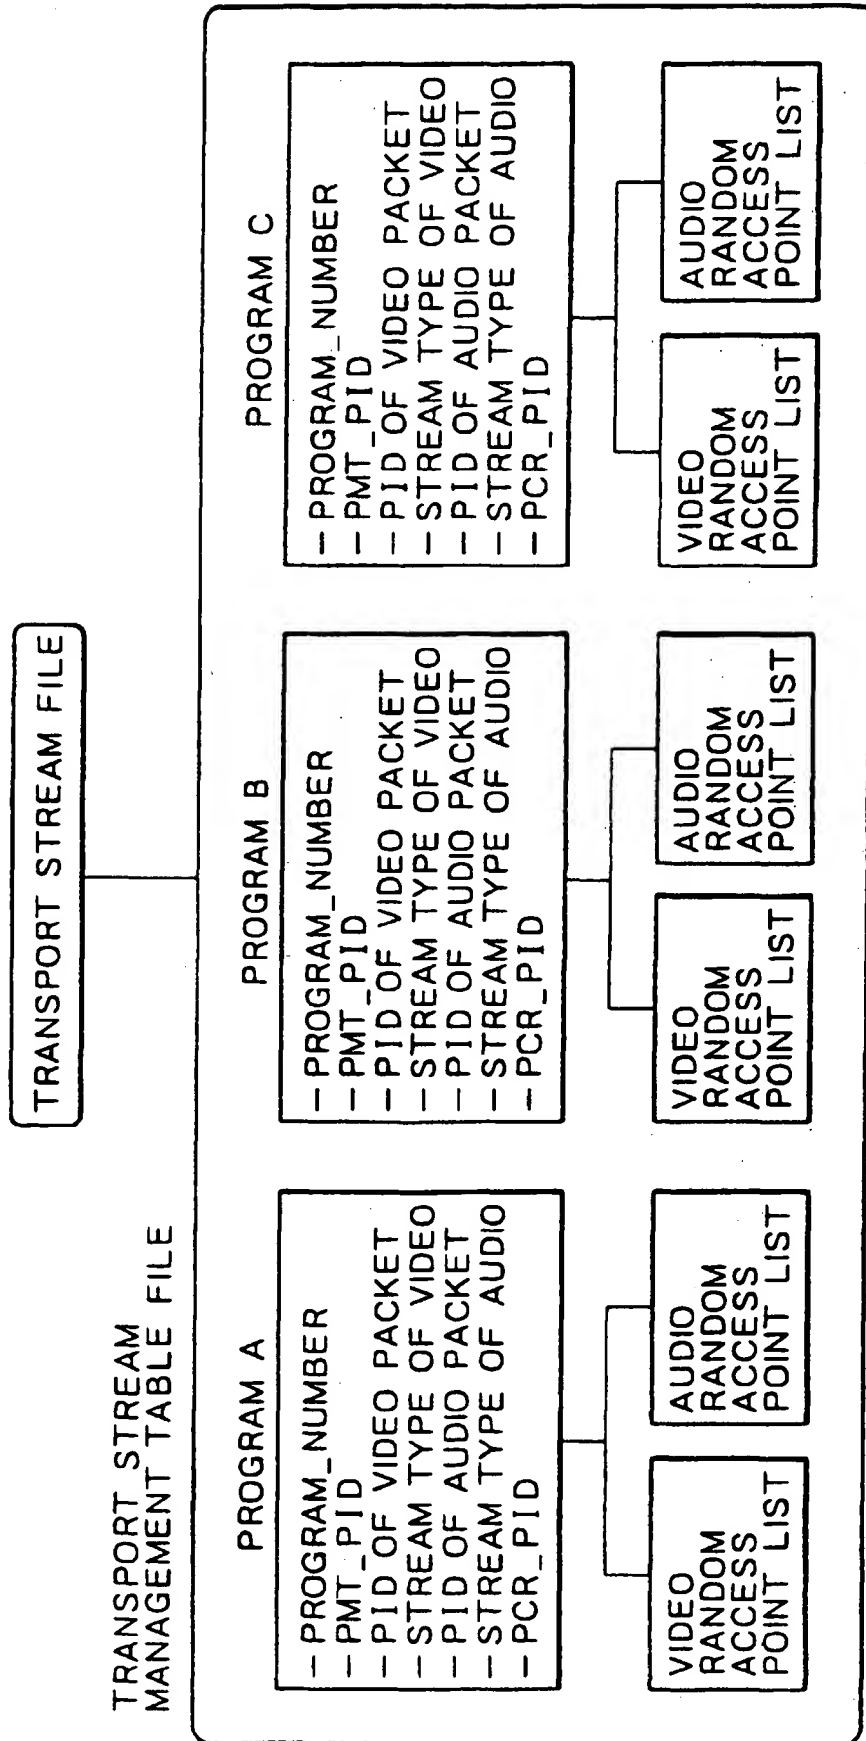 TRANSPORT STREAM FILE
TRANSPORT STREAM
MANAGEMENT TABLE FILE
PROGRAM A
— PROGRAM_NUMBER
— PMT_PID
— PID OF VIDEO PACKET
— STREAM TYPE OF VIDEO
— PID OF AUDIO PACKET
— STREAM TYPE OF AUDIO
— PCR_PID
VIDEO
RANDOM
ACCESS
POINT LIST
AUDIO
RANDOM
ACCESS
POINT LIST
PROGRAM B
— PROGRAM_NUMBER
— PMT_PID
— PID OF VIDEO PACKET
— STREAM TYPE OF VIDEO
— PID OF AUDIO PACKET
— STREAM TYPE OF AUDIO
— PCR_PID
VIDEO
RANDOM
ACCESS
POINT LIST
AUDIO
RANDOM
ACCESS
POINT LIST
PROGRAM C
— PROGRAM_NUMBER
— PMT_PID
— PID OF VIDEO PACKET
— STREAM TYPE OF VIDEO
— PID OF AUDIO PACKET
— STREAM TYPE OF AUDIO
— PCR_PID
VIDEO
RANDOM
ACCESS
POINT LIST
AUDIO
RANDOM
ACCESS
POINT LIST